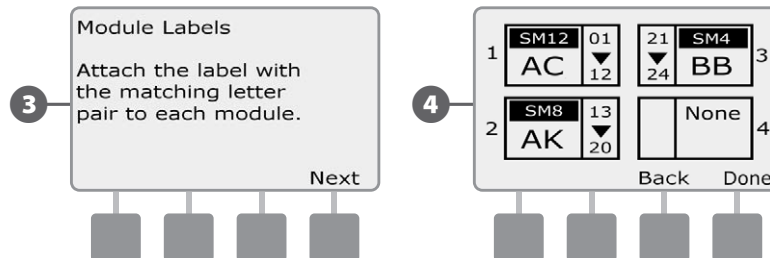 3
Module Labels
Attach the label with
the matching letter
pair to each module.
Next
4
1 SM12 AC 01 12
21 24 SM4 BB 3
2 SM8 AK 13 20
None 4
Back Done